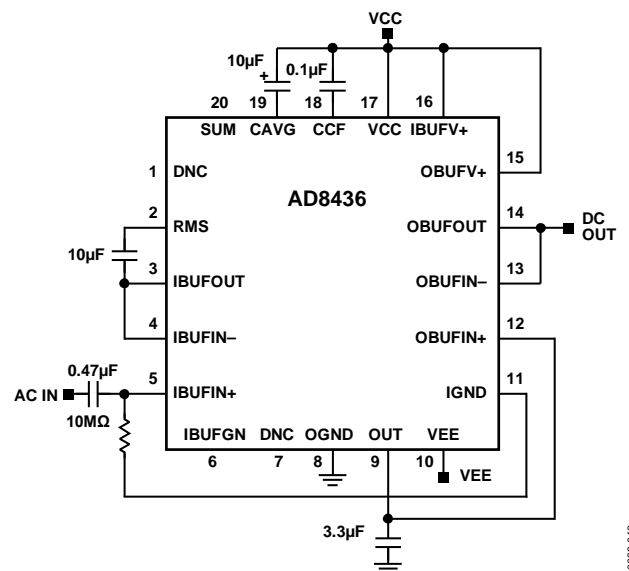 VCC
10µF
+
0.1µF
20 19 18 17 16
SUM CAVG CCF VCC IBUFV+
15
OBUFV+
1
DNC
AD8436
2
RMS
14
OBUFOUT
DC
OUT
10µF
3
IBUFOUT
13
OBUFIN–
4
IBUFIN–
12
OBUFIN+
0.47µF
AC IN
5
IBUFIN+
11
IGND
10MΩ
IBUFGN DNC OGND OUT VEE
6 7 8 9 10
VEE
3.3µF